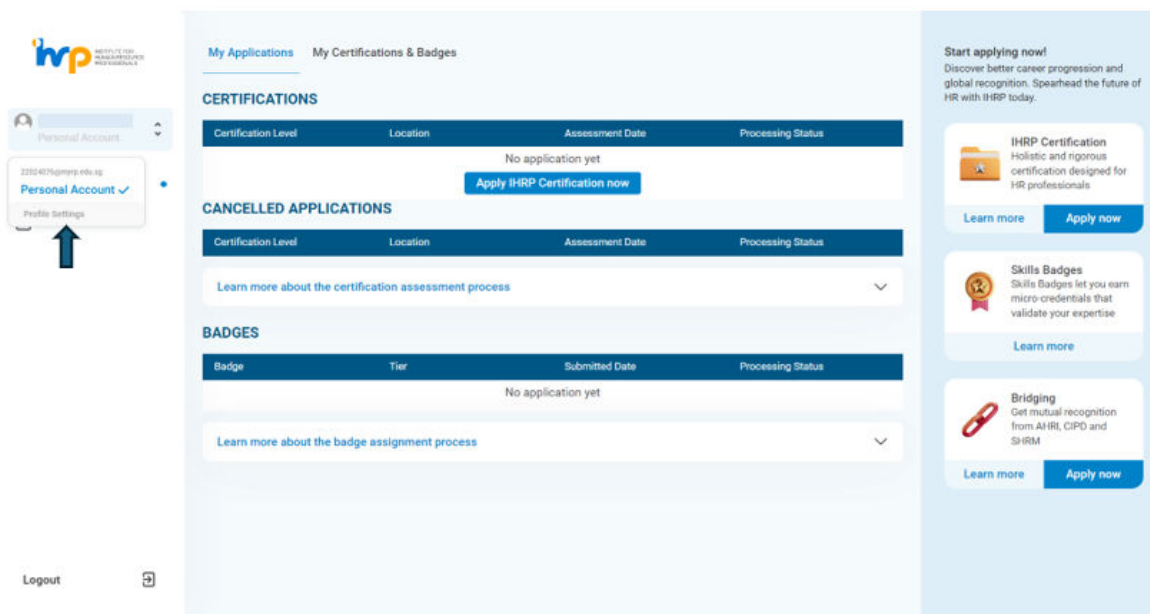 ihrp INSTITUTE FOR
HUMAN RESOURCE
PROFESSIONALS
Personal Account
Personal Account ✓
Profile Settings
Logout
My Applications My Certifications & Badges
CERTIFICATIONS
Certification Level Location Assessment Date Processing Status
No application yet
Apply IHRP Certification now
CANCELLED APPLICATIONS
Certification Level Location Assessment Date Processing Status
Learn more about the certification assessment process
BADGES
Badge Tier Submitted Date Processing Status
No application yet
Learn more about the badge assignment process
Start applying now!
Discover better career progression and
global recognition. Spearhead the future of
HR with IHRP today.
IHRP Certification
Holistic and rigorous
certification designed for
HR professionals
Learn more Apply now
Skills Badges
Skills Badges let you earn
micro-credentials that
validate your expertise
Learn more
Bridging
Get mutual recognition
from AHRI, CIPD and
SHRM
Learn more Apply now